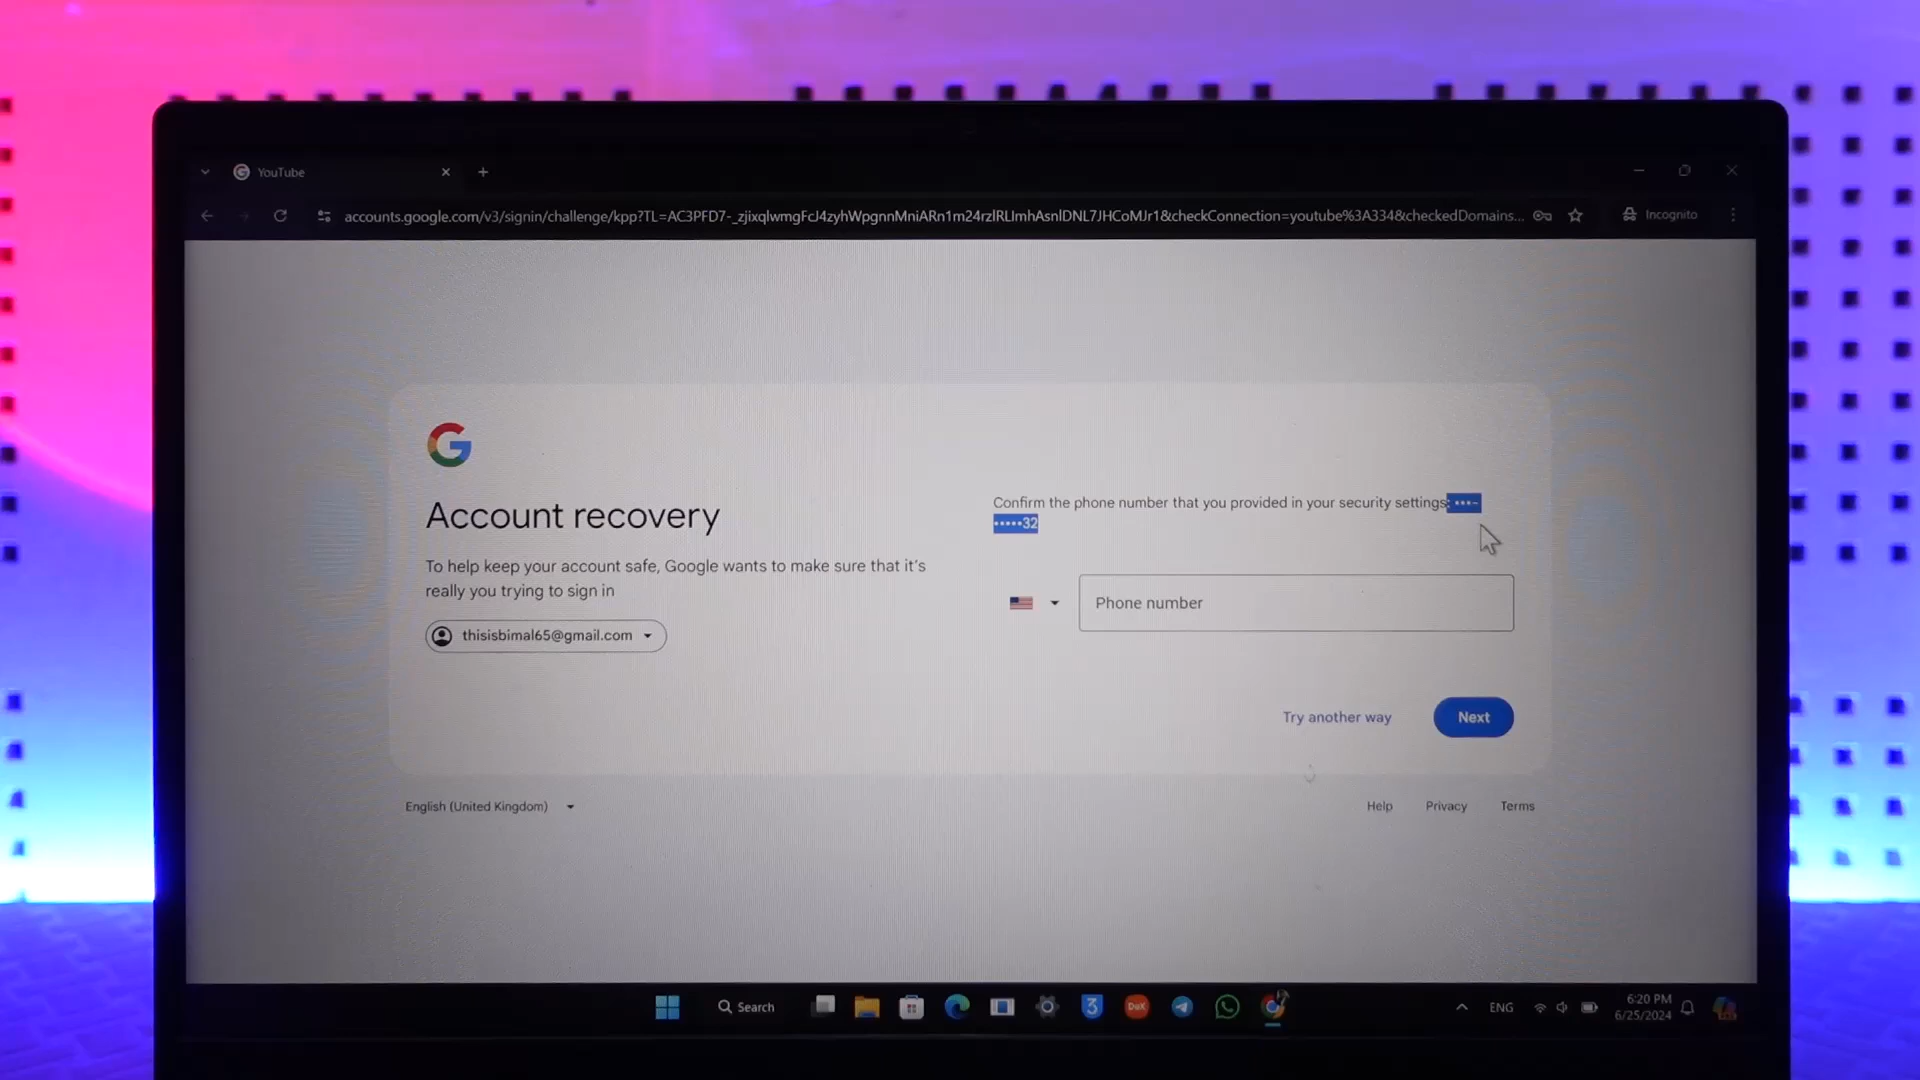 YouTube
accounts.google.com/v3/signin/challenge/kpp?TL=AC3PFD7-_zjixqlwmgFcJ4zyhWpgnnMniARn1m24rzlRLImhAsnlDNL7JHCoMJr1&checkConnection=youtube%3A334&checkedDomains...
Incognito
Account recovery
To help keep your account safe, Google wants to make sure that it's
really you trying to sign in
thisisbimal65@gmail.com
Confirm the phone number that you provided in your security settings: •••-
•••••32
Phone number
Try another way
Next
English (United Kingdom)
Help
Privacy
Terms
Search
3
DoX
ENG
6:20 PM
6/25/2024